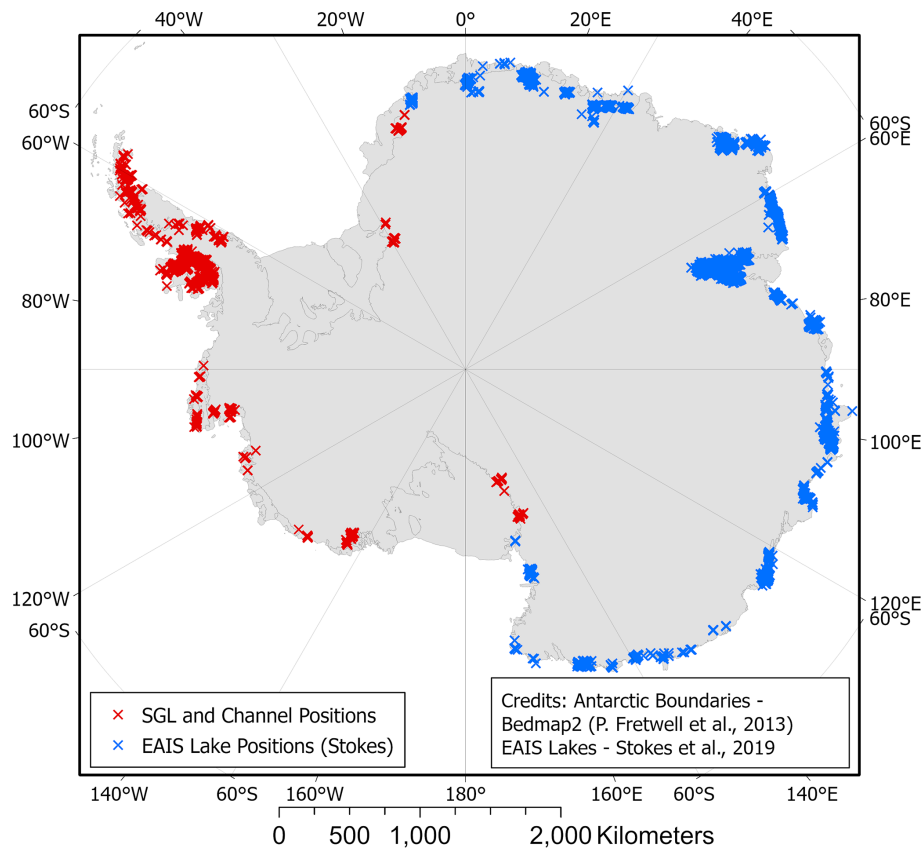 40°W 20°W 0° 20°E 40°E
60°S 60°S
60°W 60°E
80°W 80°E
100°W 100°E
120°W 120°E
60°S 60°S
SGL and Channel Positions
EAIS Lake Positions (Stokes)
Credits: Antarctic Boundaries -
Bedmap2 (P. Fretwell et al., 2013)
EAIS Lakes - Stokes et al., 2019
140°W 60°S 160°W 180° 160°E 60°S 140°E
0 500 1,000 2,000 Kilometers